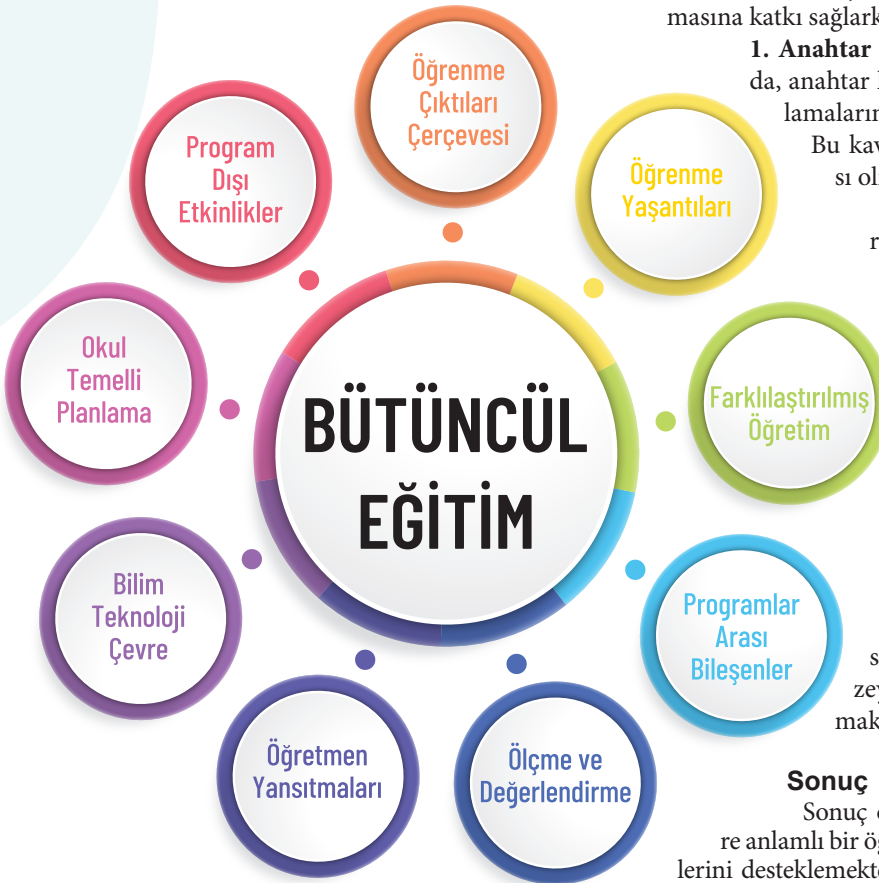 masına katkı sağlark
1. Anahtar
da, anahtar
lamaların
Bu kav
sı ol
r
s
zey
mak
Sonuç
Sonuç
re anlamlı bir öğ
lerini desteklemekte
BÜTÜNCÜL
EĞİTİM
Öğrenme
Çıktıları
Çerçevesi
Öğrenme
Yaşantıları
Farklılaştırılmış
Öğretim
Programlar
Arası
Bileşenler
Ölçme ve
Değerlendirme
Öğretmen
Yansıtmaları
Bilim
Teknoloji
Çevre
Okul
Temelli
Planlama
Program
Dışı
Etkinlikler